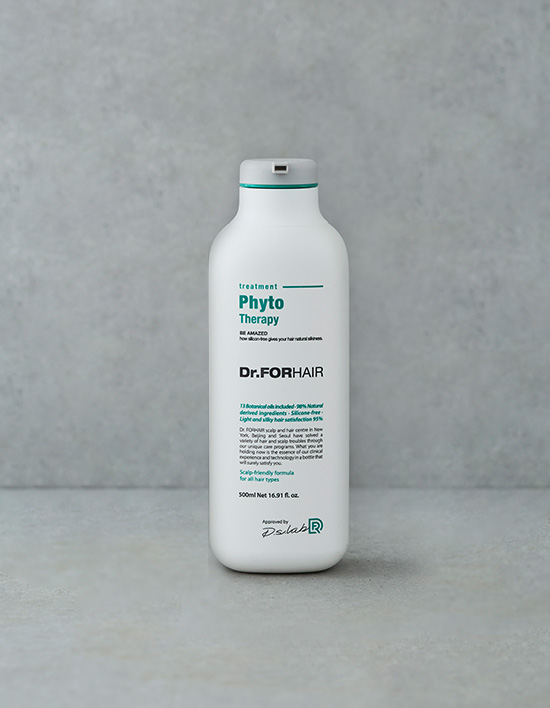 treatment
Phyto
Therapy
BE AMAZED
how silicon-free gives your hair natural silkiness.
Dr.FORHAIR
13 Botanical oils included · 98% Natural
derived ingredients · Silicone-free ·
Light and silky hair satisfaction 95%
Dr. FORHAIR scalp and hair centre in New
York, Beijing and Seoul have solved a
variety of hair and scalp troubles through
our unique care programs. What you are
holding now is the essence of our clinical
experience and technology in a bottle that
will surely satisfy you.
Scalp-friendly formula
for all hair types
500ml Net 16.91 fl. oz.
Approved by
Ds.lab